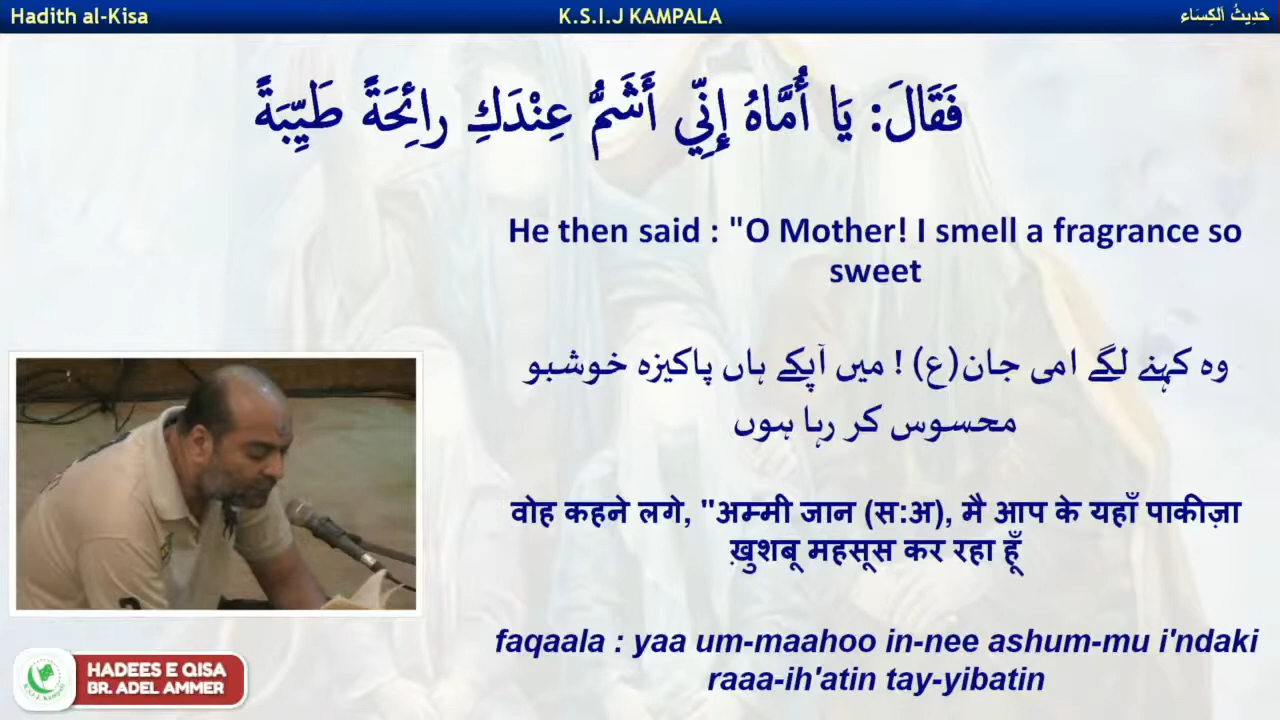 Hadith al-Kisa
K.S.I.J KAMPALA
حَدِيثُ ٱلكِسَاء
فَقَالَ: يَا أُمَّاهُ إِنِّي أَشَمُّ عِنْدَكِ رائِحَةً طَيِّبَةً
He then said : "O Mother! I smell a fragrance so
sweet
وہ کہنے لگے امی جان(ع) ! میں آپکے ہاں پاکیزہ خوشبو
محسوس کر رہا ہوں
वोह कहने लगे, "अम्मी जान (स:अ), मै आप के यहाँ पाकीज़ा
ख़ुशबू महसूस कर रहा हूँ
faqaala : yaa um-maahoo in-nee ashum-mu i'ndaki
raaa-ih'atin tay-yibatin
K.S.I.J. Kampala
HADEES E QISA
BR. ADEL AMMER